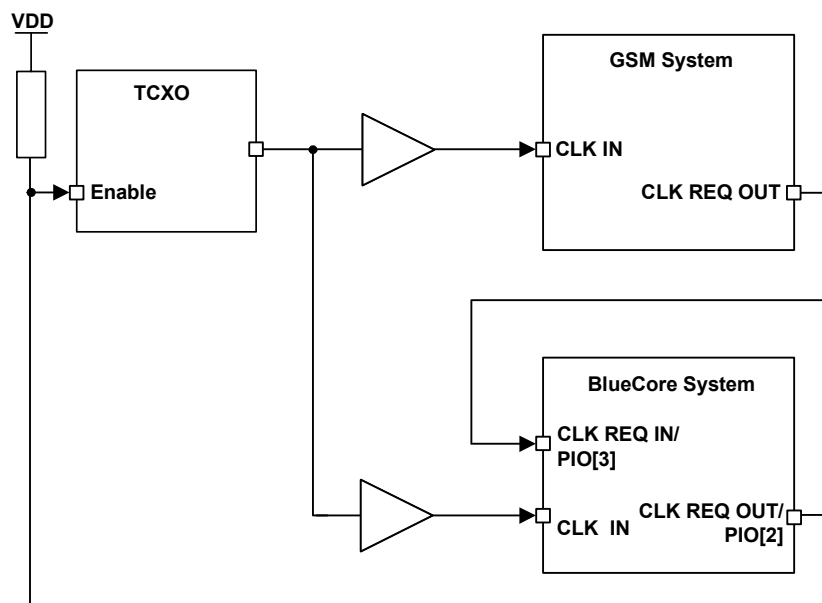 VDD
TCXO
Enable
GSM System
CLK IN
CLK REQ OUT
BlueCore System
CLK REQ IN/
PIO[3]
CLK IN
CLK REQ OUT/
PIO[2]